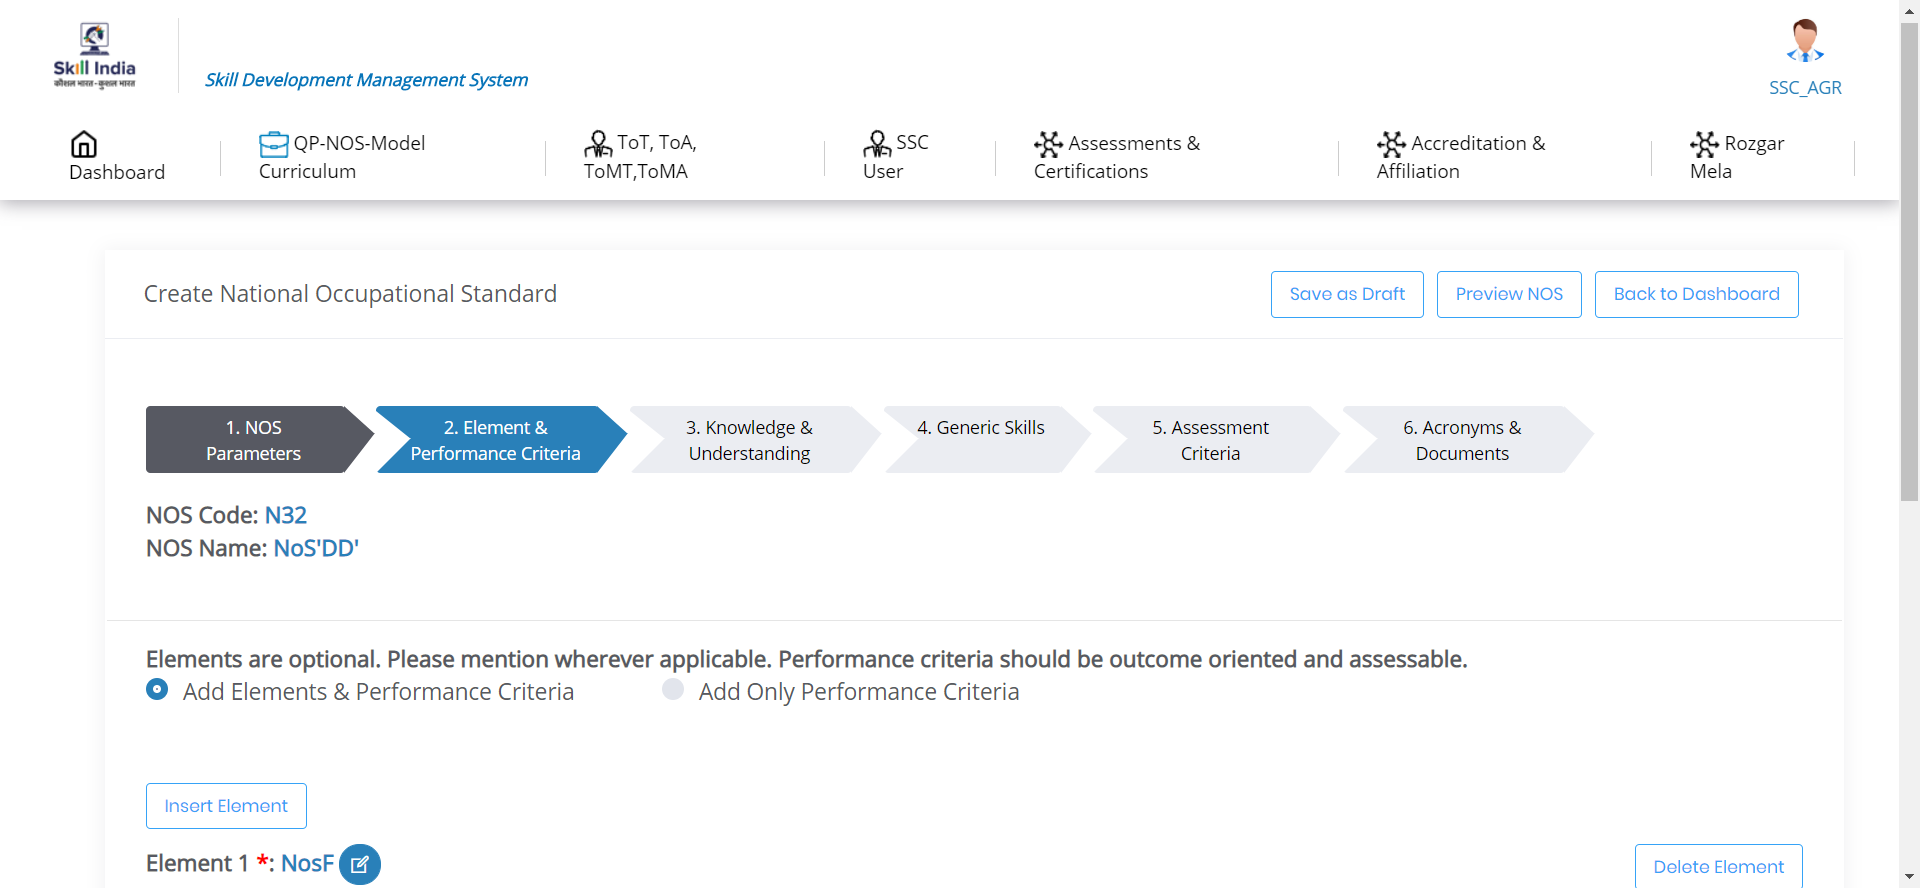 Skill India
कौशल भारत - कुशल भारत
Skill Development Management System
SSC_AGR
Dashboard
QP-NOS-Model
Curriculum
ToT, ToA,
ToMT,ToMA
SSC
User
Assessments &
Certifications
Accreditation &
Affiliation
Rozgar
Mela
Create National Occupational Standard
Save as Draft
Preview NOS
Back to Dashboard
1. NOS
Parameters
2. Element &
Performance Criteria
3. Knowledge &
Understanding
4. Generic Skills
5. Assessment
Criteria
6. Acronyms &
Documents
NOS Code: N32
NOS Name: NoS'DD'
Elements are optional. Please mention wherever applicable. Performance criteria should be outcome oriented and assessable.
Add Elements & Performance Criteria
Add Only Performance Criteria
Insert Element
Element 1 *: NosF
Delete Element